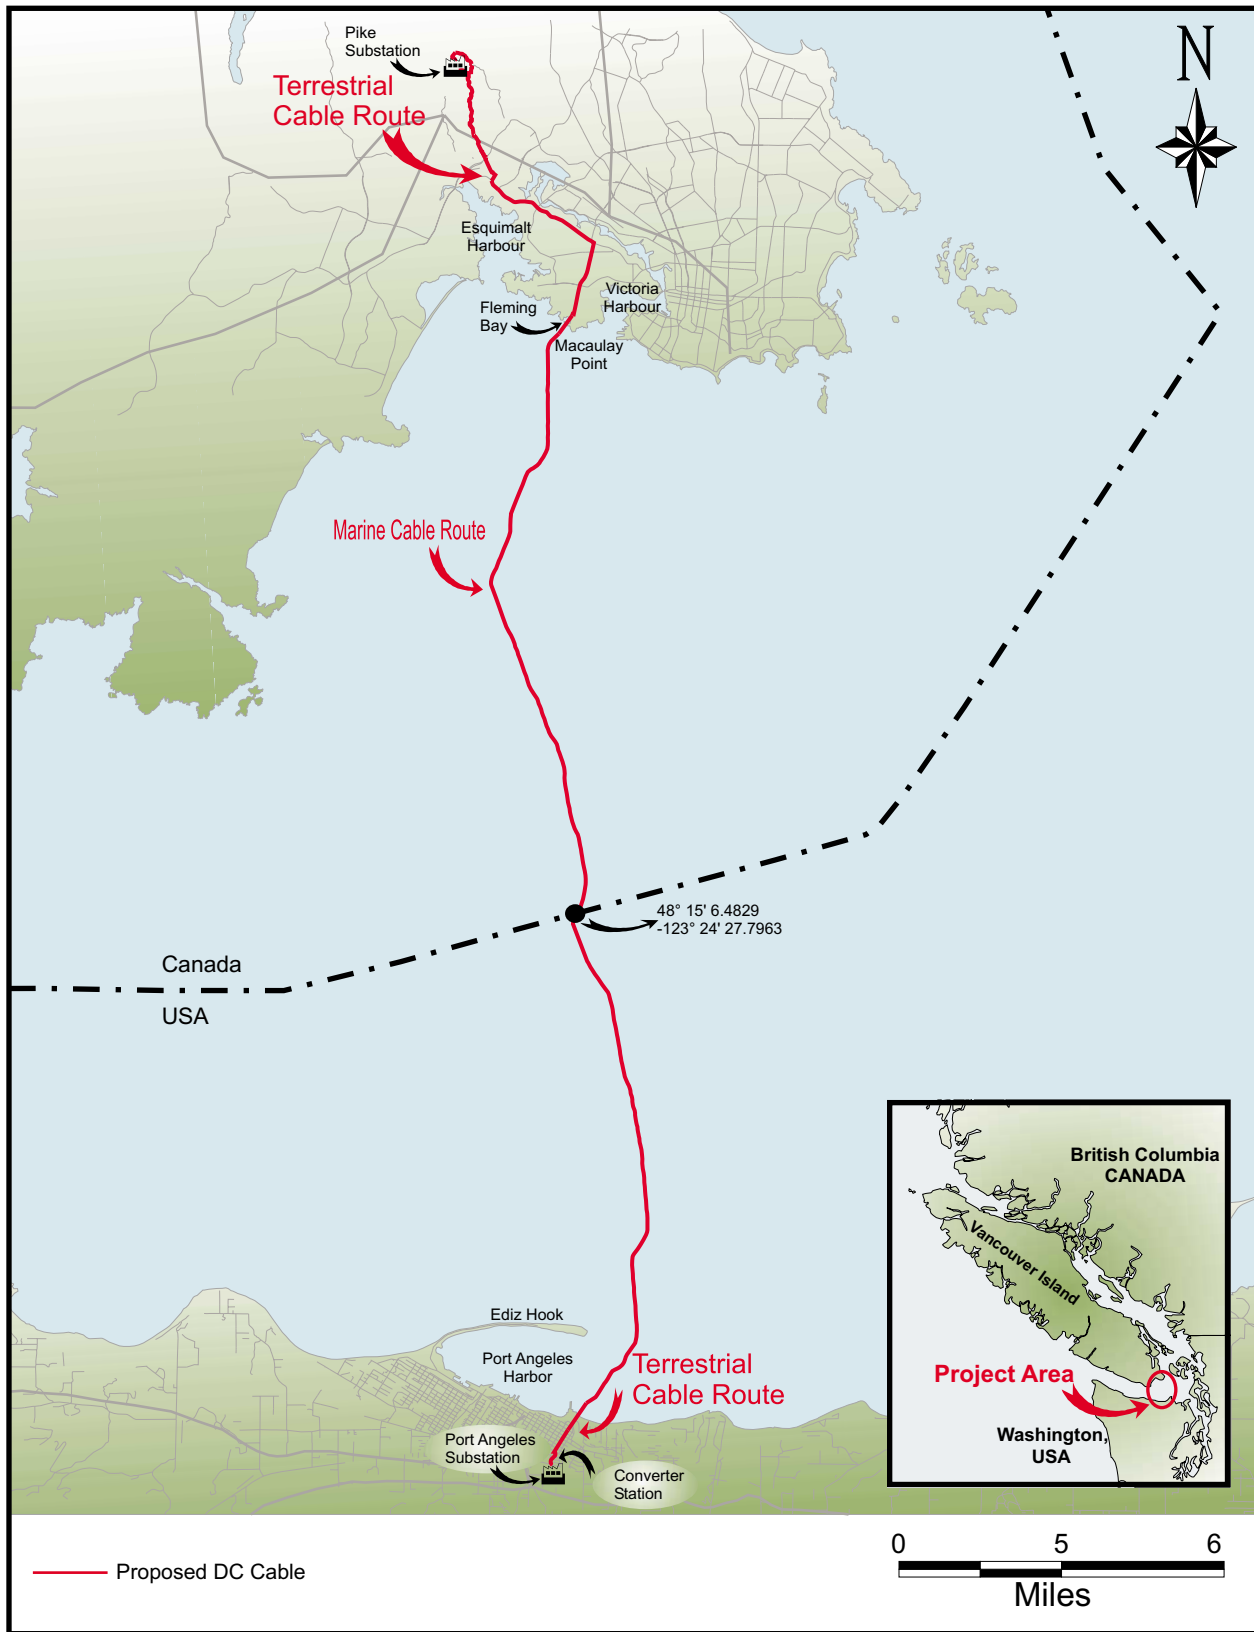 Pike
Substation
Terrestrial
Cable Route
N
Esquimalt
Harbour
Victoria
Harbour
Fleming
Bay
Macaulay
Point
Marine Cable Route
48° 15' 6.4829
-123° 24' 27.7963
Canada
USA
British Columbia
CANADA
Vancouver Island
Project Area
Washington,
USA
Ediz Hook
Port Angeles
Harbor
Terrestrial
Cable Route
Port Angeles
Substation
Converter
Station
Proposed DC Cable
0 5 6
Miles